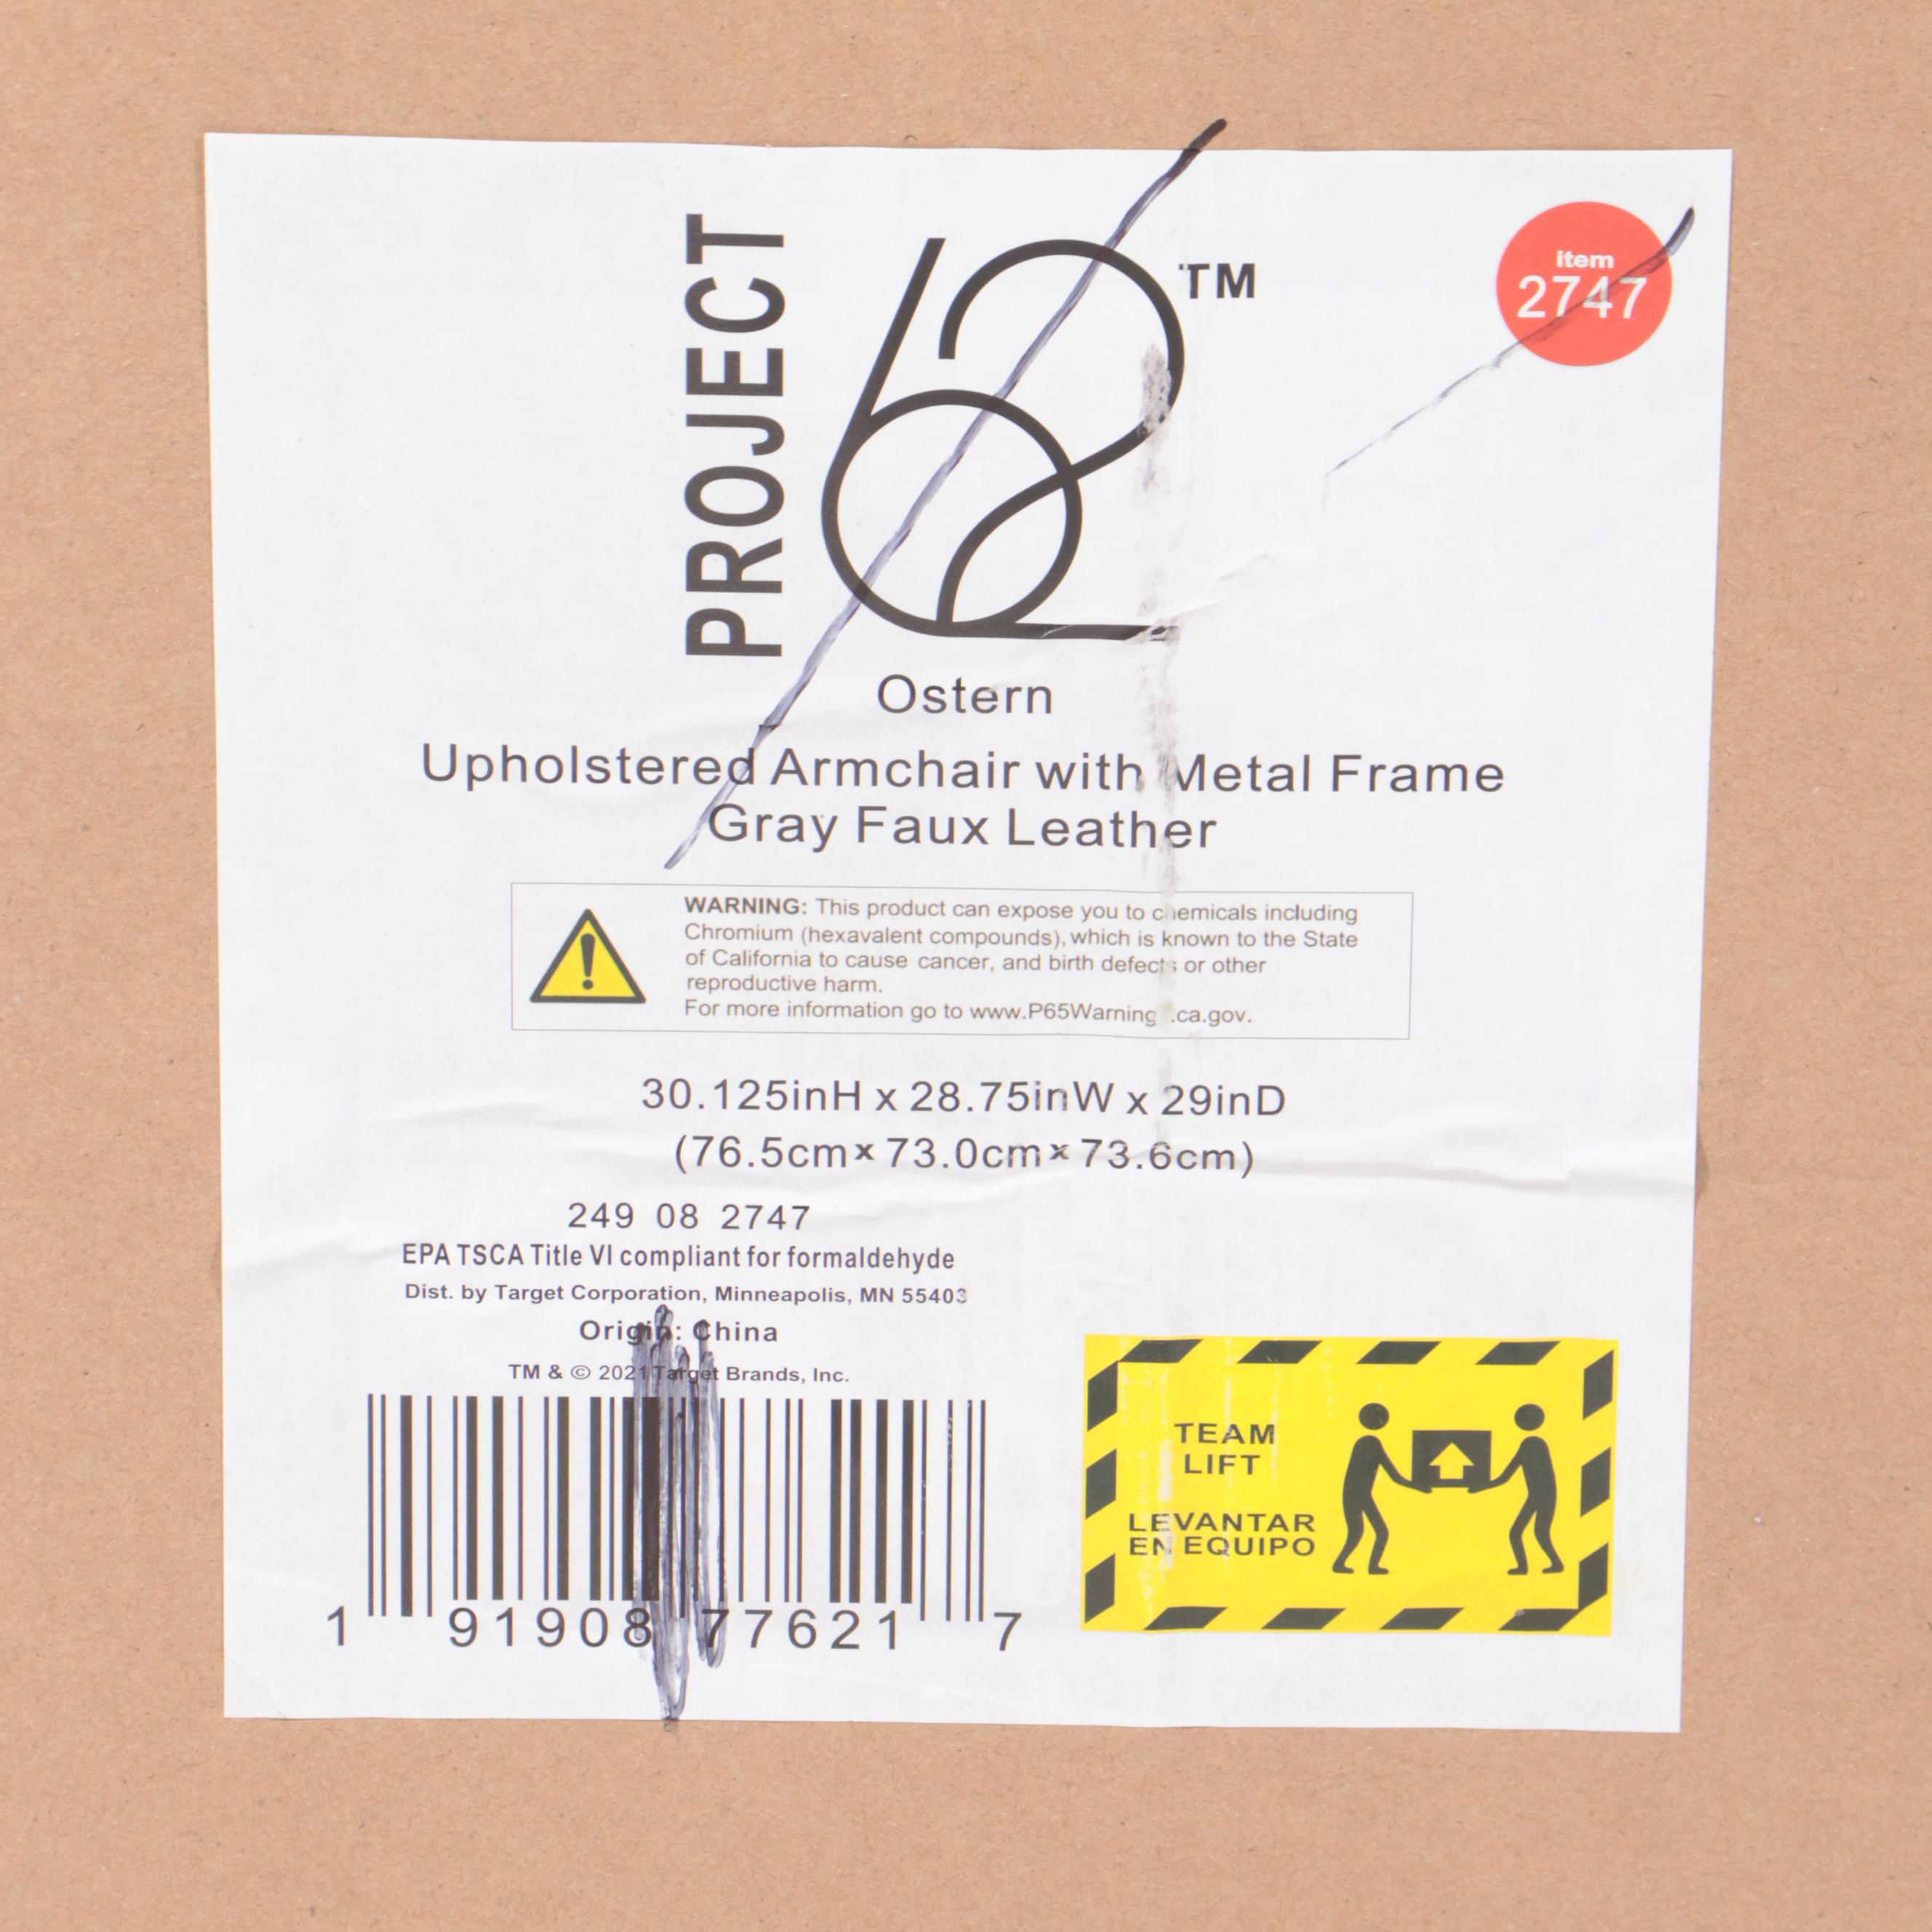 PROJECT
62™
item
2747
Ostern
Upholstered Armchair with Metal Frame
Gray Faux Leather
WARNING: This product can expose you to chemicals including
Chromium (hexavalent compounds), which is known to the State
of California to cause cancer, and birth defects or other
reproductive harm.
For more information go to www.P65Warnings.ca.gov.
30.125inH x 28.75inW x 29inD
(76.5cm x 73.0cm x 73.6cm)
249 08 2747
EPA TSCA Title VI compliant for formaldehyde
Dist. by Target Corporation, Minneapolis, MN 55403
Origin: China
TM & © 2021 Target Brands, Inc.
1 91908 77621 7
TEAM
LIFT
LEVANTAR
EN EQUIPO